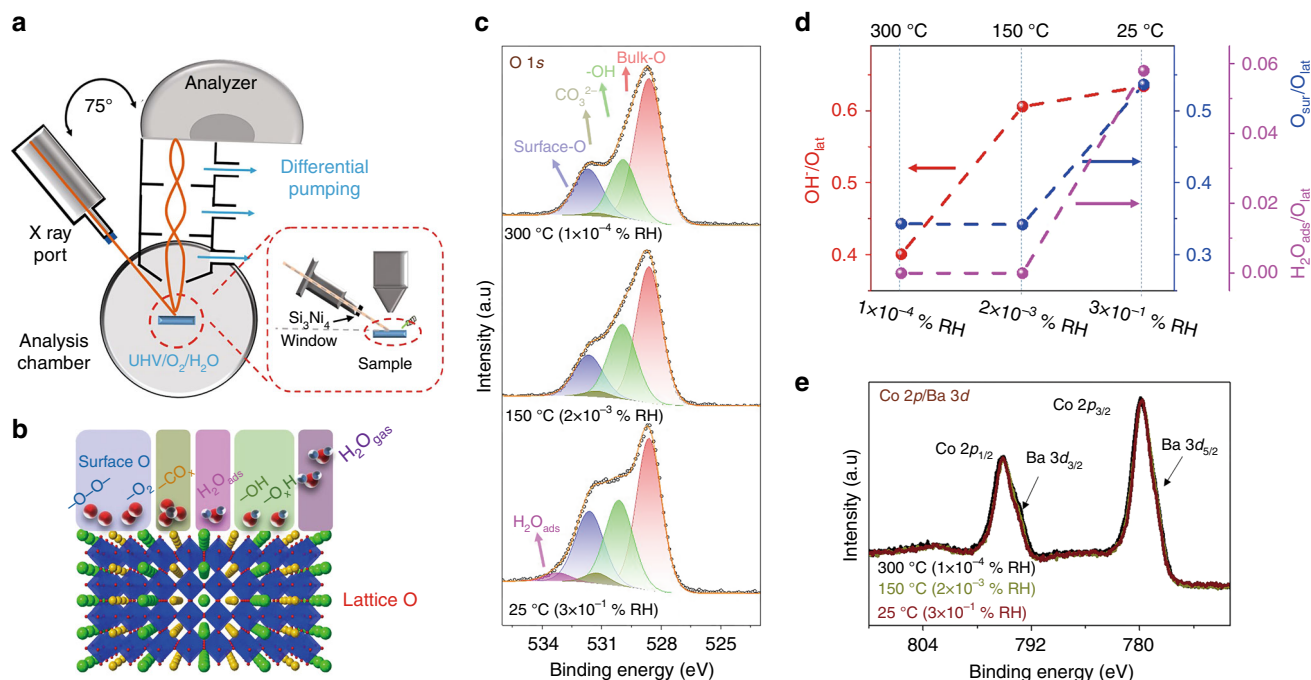 a
Analyzer
75°
Differential
pumping
X ray
port
Si3Ni4
Window
Sample
Analysis
chamber
UHV/O2/H2O
b
Surface O
–O–O–
–O2
–COx
H2Oads
–OH
–OxH
H2Ogas
Lattice O
c
O 1s
Bulk-O
-OH
CO3²⁻
Surface-O
300 °C (1×10⁻⁴ % RH)
150 °C (2×10⁻³ % RH)
H2Oads
25 °C (3×10⁻¹ % RH)
Intensity (a.u)
534 531 528 525
Binding energy (eV)
d
300 °C 150 °C 25 °C
0.6
0.5
0.4
OH⁻/Olat
0.5
0.4
0.3
Osur/Olat
0.06
0.04
0.02
0.00
H2Oads/Olat
1×10⁻⁴ % RH
2×10⁻³ % RH
3×10⁻¹ % RH
e
Co 2p/Ba 3d
Co 2p3/2
Co 2p1/2
Ba 3d3/2
Ba 3d5/2
Intensity (a.u)
300 °C (1×10⁻⁴ % RH)
150 °C (2×10⁻³ % RH)
25 °C (3×10⁻¹ % RH)
804 792 780
Binding energy (eV)